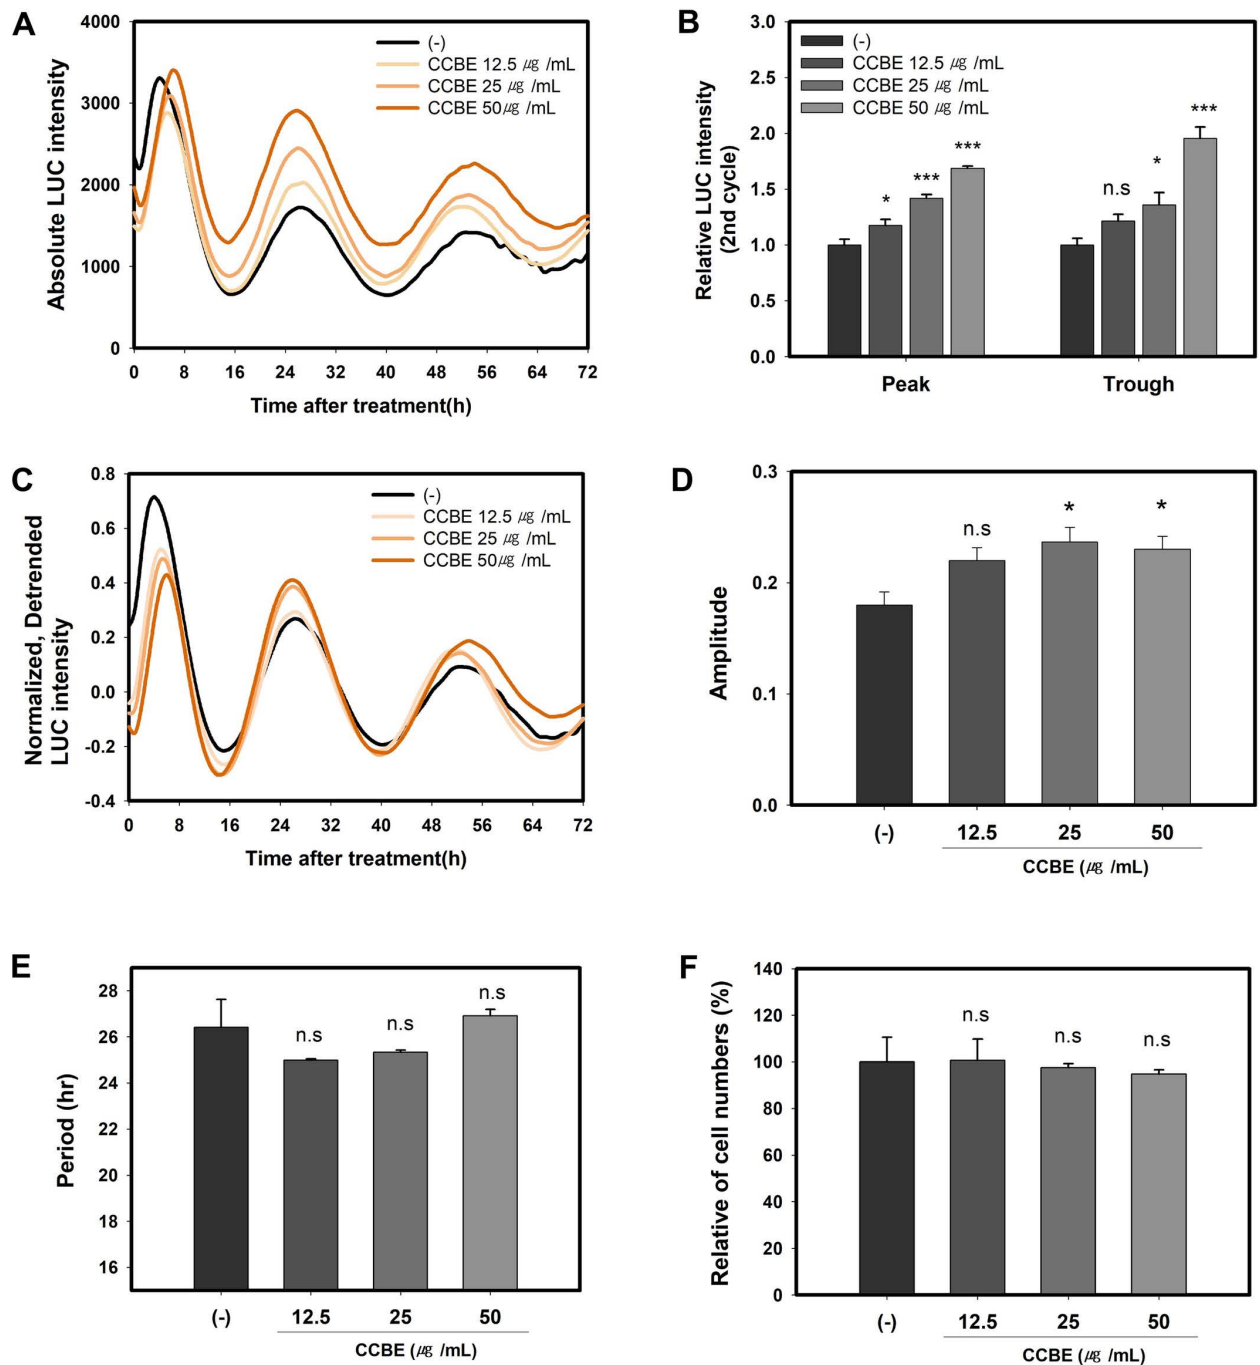 A
Absolute LUC intensity
4000
3000
2000
1000
0
(-)
CCBE 12.5 ㎍ /mL
CCBE 25 ㎍ /mL
CCBE 50㎍ /mL
0 8 16 24 32 40 48 56 64 72
Time after treatment(h)
B
Relative LUC intensity
(2nd cycle)
3.0
2.5
2.0
1.5
1.0
0.5
0.0
(-)
CCBE 12.5 ㎍ /mL
CCBE 25 ㎍ /mL
CCBE 50 ㎍ /mL
* *** *** n.s * ***
Peak Trough
C
Normalized, Detrended
LUC intensity
0.8
0.6
0.4
0.2
0.0
-0.2
-0.4
(-)
CCBE 12.5 ㎍ /mL
CCBE 25 ㎍ /mL
CCBE 50㎍ /mL
0 8 16 24 32 40 48 56 64 72
Time after treatment(h)
D
Amplitude
0.3
0.2
0.1
0.0
n.s * *
(-) 12.5 25 50
CCBE (㎍ /mL)
E
Period (hr)
28
26
24
22
20
18
16
n.s n.s n.s
(-) 12.5 25 50
CCBE (㎍ /mL)
F
Relative of cell numbers (%)
140
120
100
80
60
40
20
0
n.s n.s n.s
(-) 12.5 25 50
CCBE (㎍ /mL)